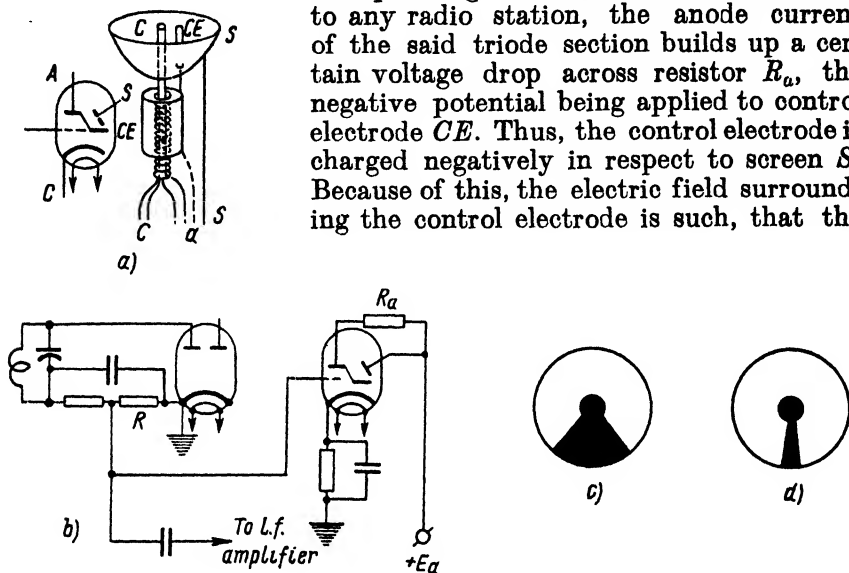 to any radio station, the anode curren
of the said triode section builds up a cer
tain voltage drop across resistor Ra, th
negative potential being applied to contro
electrode CE. Thus, the control electrode i
charged negatively in respect to screen S
Because of this, the electric field surround
ing the control electrode is such, that th
C CE S
A
S
CE
C
C a S
a)
Ra
R
b)
To l.f.
amplifier
+Ea
c)
d)